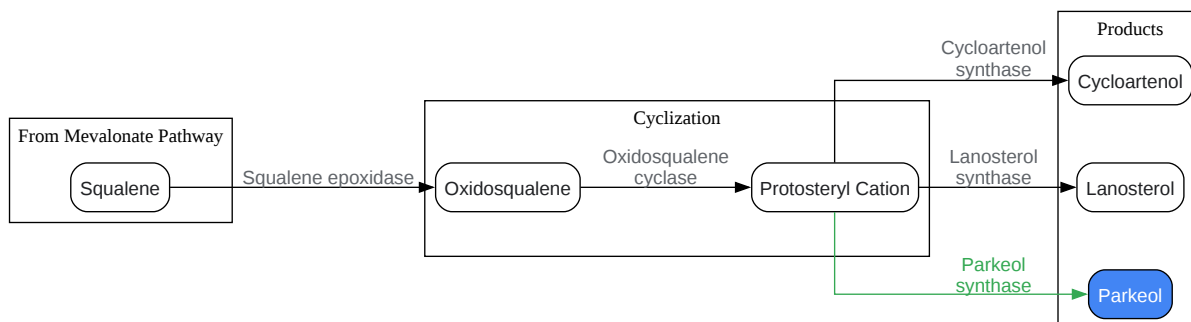 Products
Cycloartenol
synthase
Cycloartenol
Cyclization
From Mevalonate Pathway
Squalene
Squalene epoxidase
Oxidosqualene
Oxidosqualene
cyclase
Protosteryl Cation
Lanosterol
synthase
Lanosterol
Parkeol
synthase
Parkeol